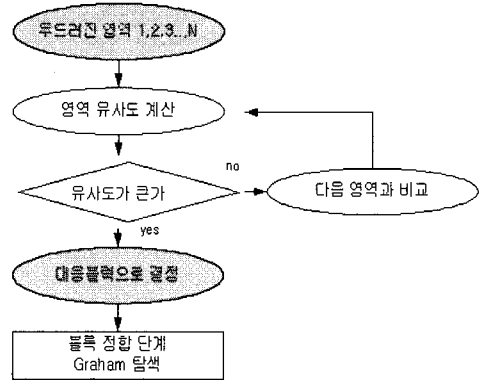 두드러진 영역 1,2,3...,N
영역 유사도 계산
no
유사도가 큰가
다음 영역과 비교
yes
대응블럭으로 결정
블록 정합 단계
Graham 탐색